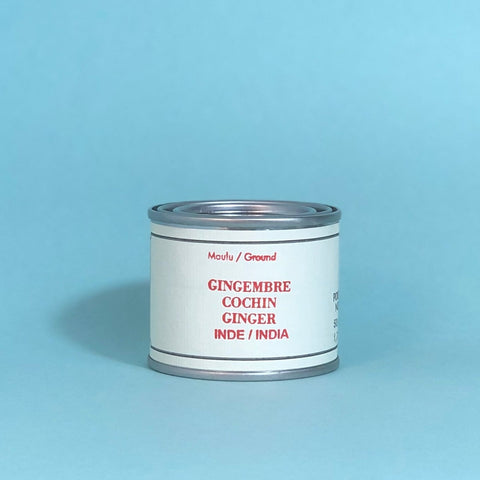 Moulu / Ground
GINGEMBRE
COCHIN
GINGER
INDE / INDIA